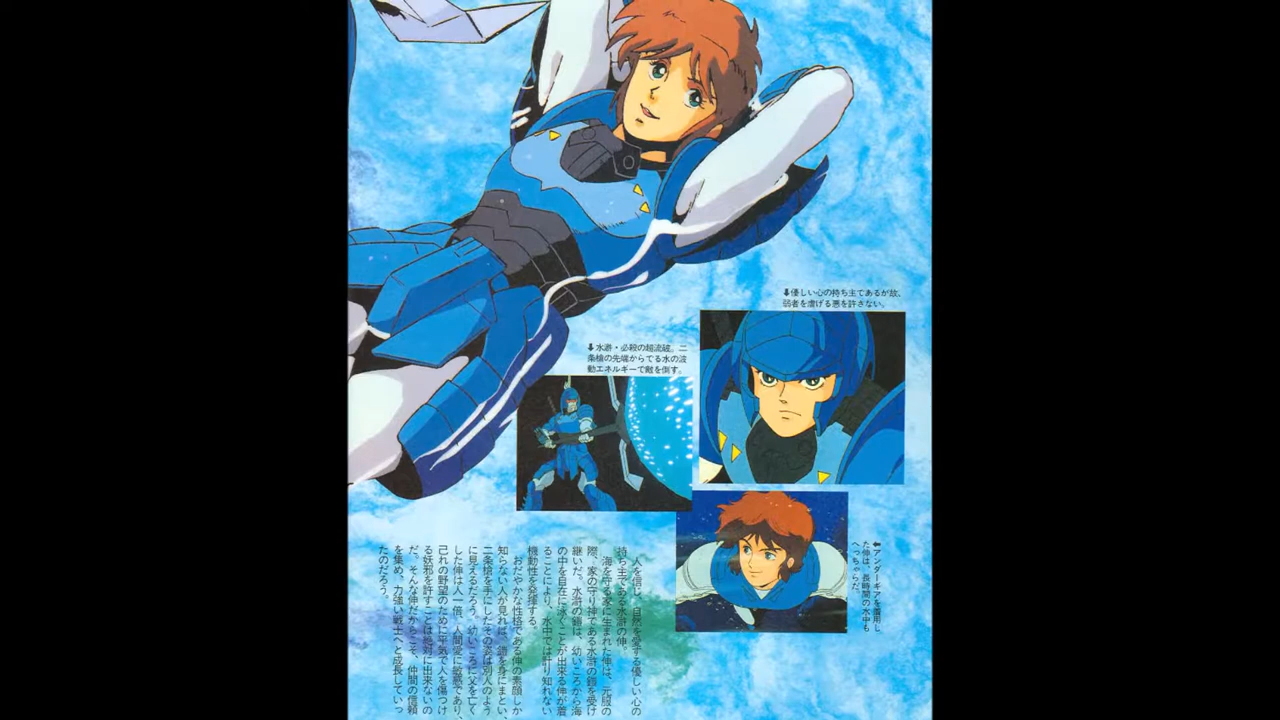 ⬇優しい心の持ち主であるが故、
弱者を虐げる悪を許さない。
⬇水滸・必殺の超流破。二
条槍の先端からでる水の波
動エネルギーで敵を倒す。
⬅アンダーギアを着用し
た伸は、長時間の水中も
へっちゃらだ。
人を信じ、自然を愛する優しい心の
持ち主である水滸の伸。
海を守る家に生まれた伸は、元服の
際、家の守り神である水滸の鎧を受け
継いだ。水滸の鎧は、幼いころから海
の中を自在に泳ぐことが出来る伸が着
ることにより、水中では計り知れない
機動性を発揮する。
おだやかな性格である伸の素顔しか
知らない人が見れば、鎧を身にまとい、
二条槍を手にしたその姿は別人のよう
に見えるだろう。幼いころに父を亡く
した伸は人一倍、人間愛に敏感であり、
己れの野望のために平気で人を傷つけ
る妖邪を許すことは絶対に出来ないの
だ。そんな伸だからこそ、仲間の信頼
を集め、力強い戦士へと成長していっ
たのだろう。